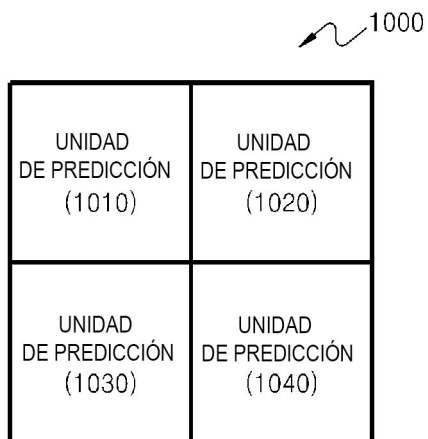 1000
UNIDAD
DE PREDICCIÓN
(1010)
UNIDAD
DE PREDICCIÓN
(1020)
UNIDAD
DE PREDICCIÓN
(1030)
UNIDAD
DE PREDICCIÓN
(1040)